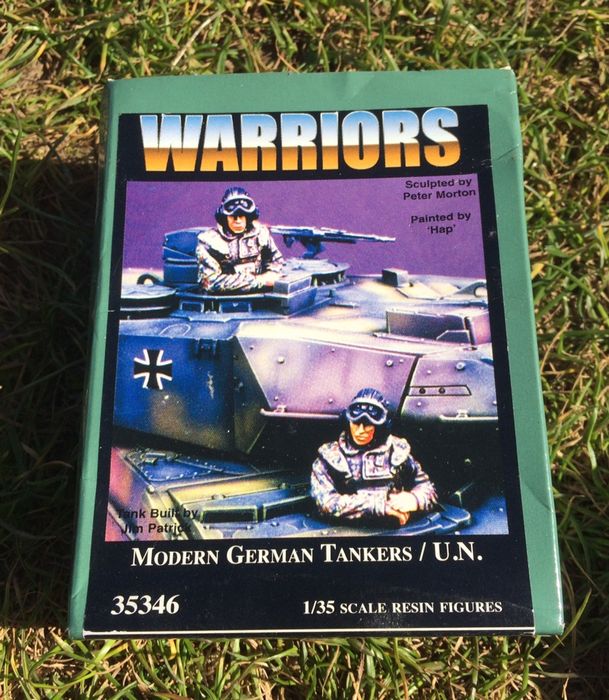 WARRIORS
Sculpted by
Peter Morton
Painted by
'Hap'
Tank Built by
Jim Patrick
MODERN GERMAN TANKERS / U.N.
35346
1/35 SCALE RESIN FIGURES